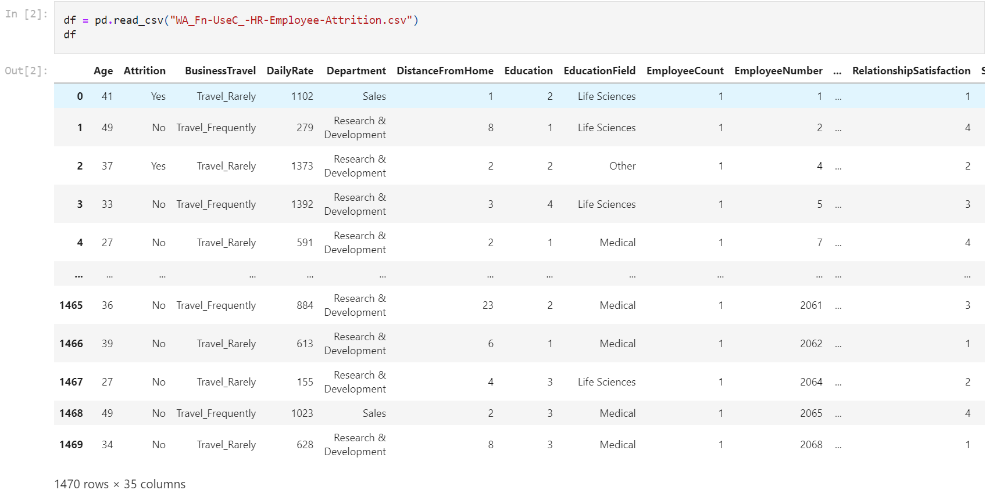 In [2]:
df = pd.read_csv("WA_Fn-UseC_-HR-Employee-Attrition.csv")
df
Out[2]:
Age Attrition BusinessTravel DailyRate Department DistanceFromHome Education EducationField EmployeeCount EmployeeNumber ... RelationshipSatisfaction
0 41 Yes Travel_Rarely 1102 Sales 1 2 Life Sciences 1 1 ... 1
1 49 No Travel_Frequently 279 Research & Development 8 1 Life Sciences 1 2 ... 4
2 37 Yes Travel_Rarely 1373 Research & Development 2 2 Other 1 4 ... 2
3 33 No Travel_Frequently 1392 Research & Development 3 4 Life Sciences 1 5 ... 3
4 27 No Travel_Rarely 591 Research & Development 2 1 Medical 1 7 ... 4
... ... ... ... ... ... ... ... ... ... ... ... ...
1465 36 No Travel_Frequently 884 Research & Development 23 2 Medical 1 2061 ... 3
1466 39 No Travel_Rarely 613 Research & Development 6 1 Medical 1 2062 ... 1
1467 27 No Travel_Rarely 155 Research & Development 4 3 Life Sciences 1 2064 ... 2
1468 49 No Travel_Frequently 1023 Sales 2 3 Medical 1 2065 ... 4
1469 34 No Travel_Rarely 628 Research & Development 8 3 Medical 1 2068 ... 1
1470 rows × 35 columns